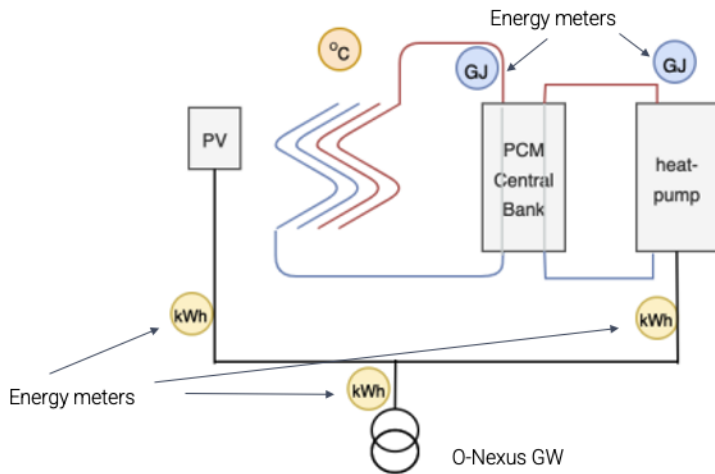 Energy meters
°C
GJ
GJ
PV
PCM
Central
Bank
heat-
pump
kWh
kWh
Energy meters
kWh
O-Nexus GW